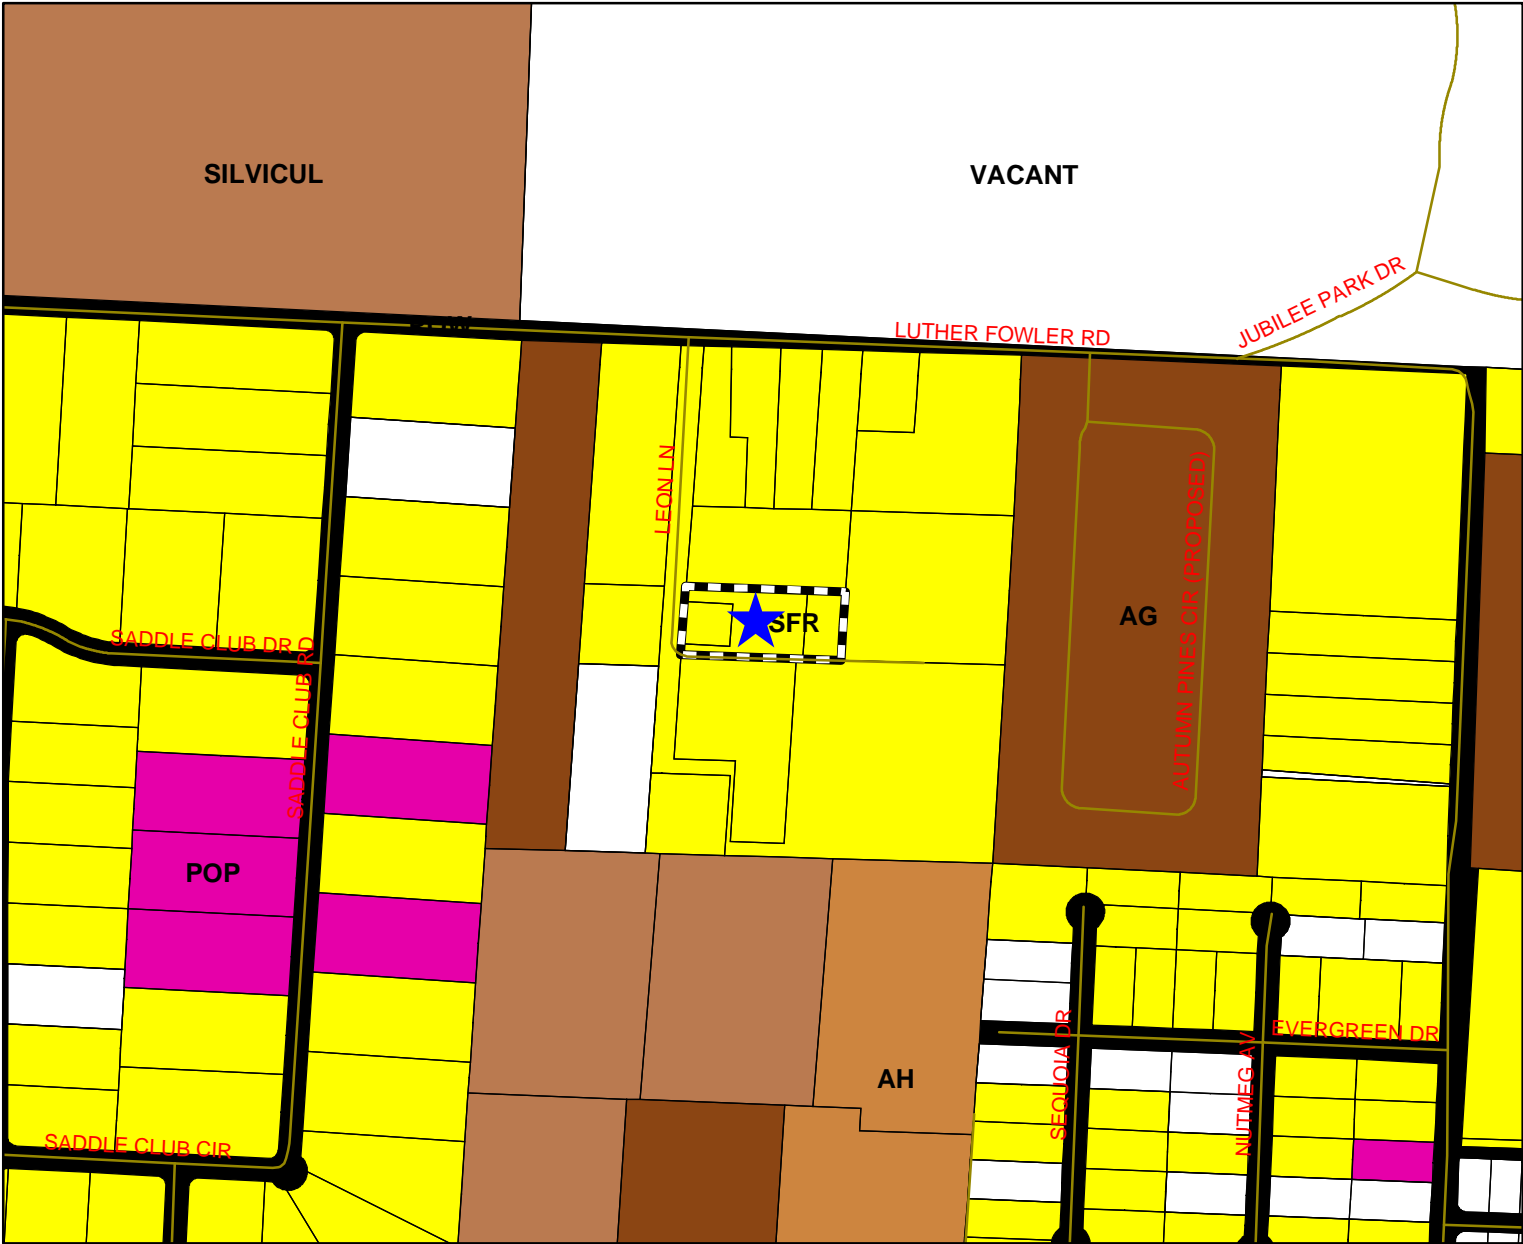 SILVICUL
VACANT
JUBILEE PARK DR
LUTHER FOWLER RD
LEON LN
SFR
AG
AUTUMN PINES CIR (PROPOSED)
SADDLE CLUB DR
SADDLE CLUB RD
POP
SEQUOIA DR
NUTMEG AV
EVERGREEN DR
AH
SADDLE CLUB CIR